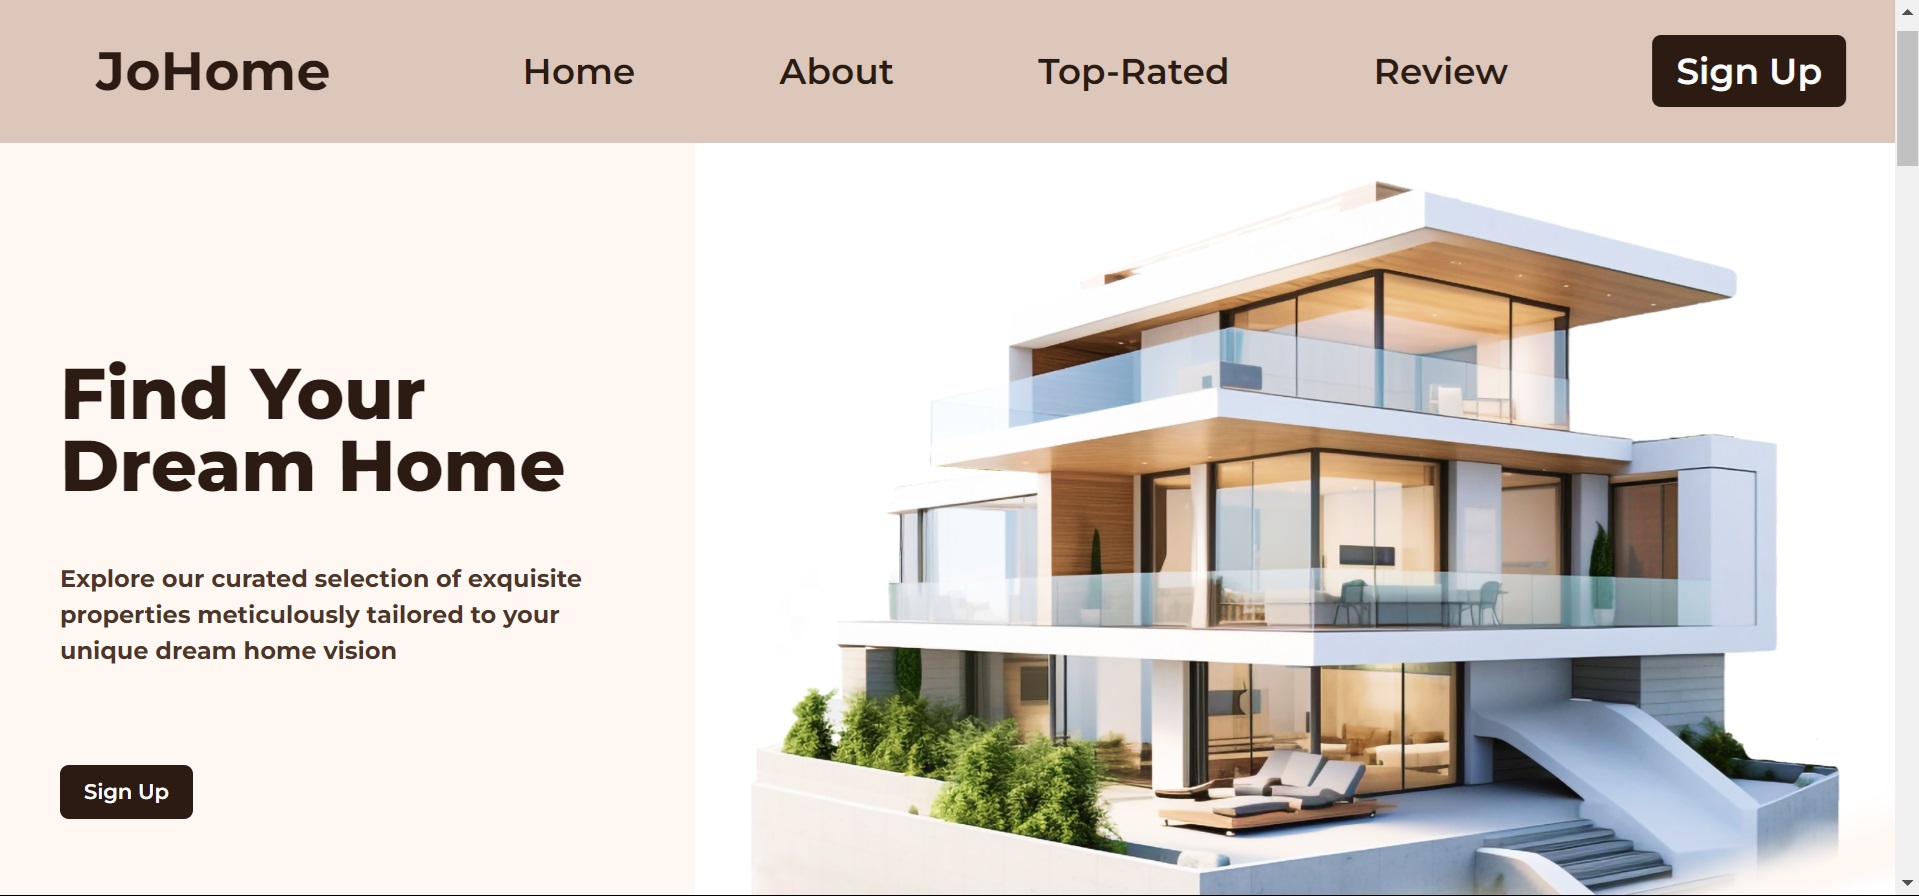 JoHome
Home
About
Top-Rated
Review
Sign Up
Find Your
Dream Home
Explore our curated selection of exquisite
properties meticulously tailored to your
unique dream home vision
Sign Up